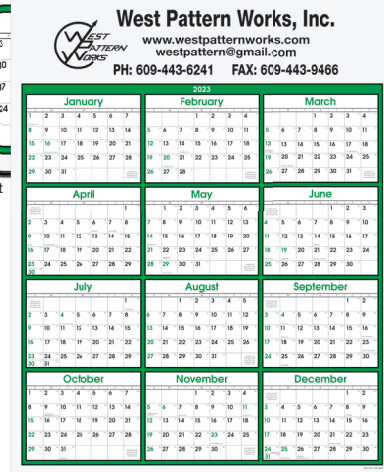 West Pattern Works, Inc.
WEST
PATTERN
WORKS
www.westpatternworks.com
westpattern@gmail.com
PH: 609-443-6241 FAX: 609-443-9466
2023
January February March
1 2 3 4 5 6 7 1 2 3 4 1 2 3 4
8 9 10 11 12 13 14 5 6 7 8 9 10 11 5 6 7 8 9 10 11
15 16 17 18 19 20 21 12 13 14 15 16 17 18 12 13 14 15 16 17 18
22 23 24 25 26 27 28 19 20 21 22 23 24 25 19 20 21 22 23 24 25
29 30 31 26 27 28 26 27 28 29 30 31
April May June
1 1 2 3 4 5 6 1 2 3
2 3 4 5 6 7 8 7 8 9 10 11 12 13 4 5 6 7 8 9 10
9 10 11 12 13 14 15 14 15 16 17 18 19 20 11 12 13 14 15 16 17
16 17 18 19 20 21 22 21 22 23 24 25 26 27 18 19 20 21 22 23 24
23 24 25 26 27 28 29 28 29 30 31 25 26 27 28 29 30
30
July August September
1 1 2 3 4 5 1 2
2 3 4 5 6 7 8 6 7 8 9 10 11 12 3 4 5 6 7 8 9
9 10 11 12 13 14 15 13 14 15 16 17 18 19 10 11 12 13 14 15 16
16 17 18 19 20 21 22 20 21 22 23 24 25 26 17 18 19 20 21 22 23
23 24 25 26 27 28 29 27 28 29 30 31 24 25 26 27 28 29 30
30 31
October November December
1 2 3 4 5 6 7 1 2 3 4 1 2
8 9 10 11 12 13 14 5 6 7 8 9 10 11 3 4 5 6 7 8 9
15 16 17 18 19 20 21 12 13 14 15 16 17 18 10 11 12 13 14 15 16
22 23 24 25 26 27 28 19 20 21 22 23 24 25 17 18 19 20 21 22 23
29 30 31 26 27 28 29 30 24 25 26 27 28 29 30
31